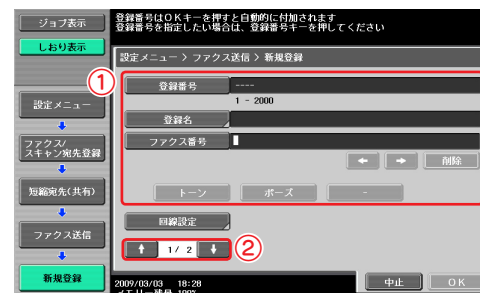 ジョブ表示
登録番号はOKキーを押すと自動的に付加されます
登録番号を指定したい場合は、登録番号キーを押してください
しおり表示
設定メニュー > ファクス送信 > 新規登録
①
登録番号
----
1 - 2000
設定メニュー
登録名
ファクス/
スキャン宛先登録
ファクス番号
← → 削除
短縮宛先(共有)
トーン ポーズ -
回線設定
ファクス送信
↑ 1/ 2 ↓ ②
新規登録
2009/03/03 18:28
中止 OK
メモリー残量 100%